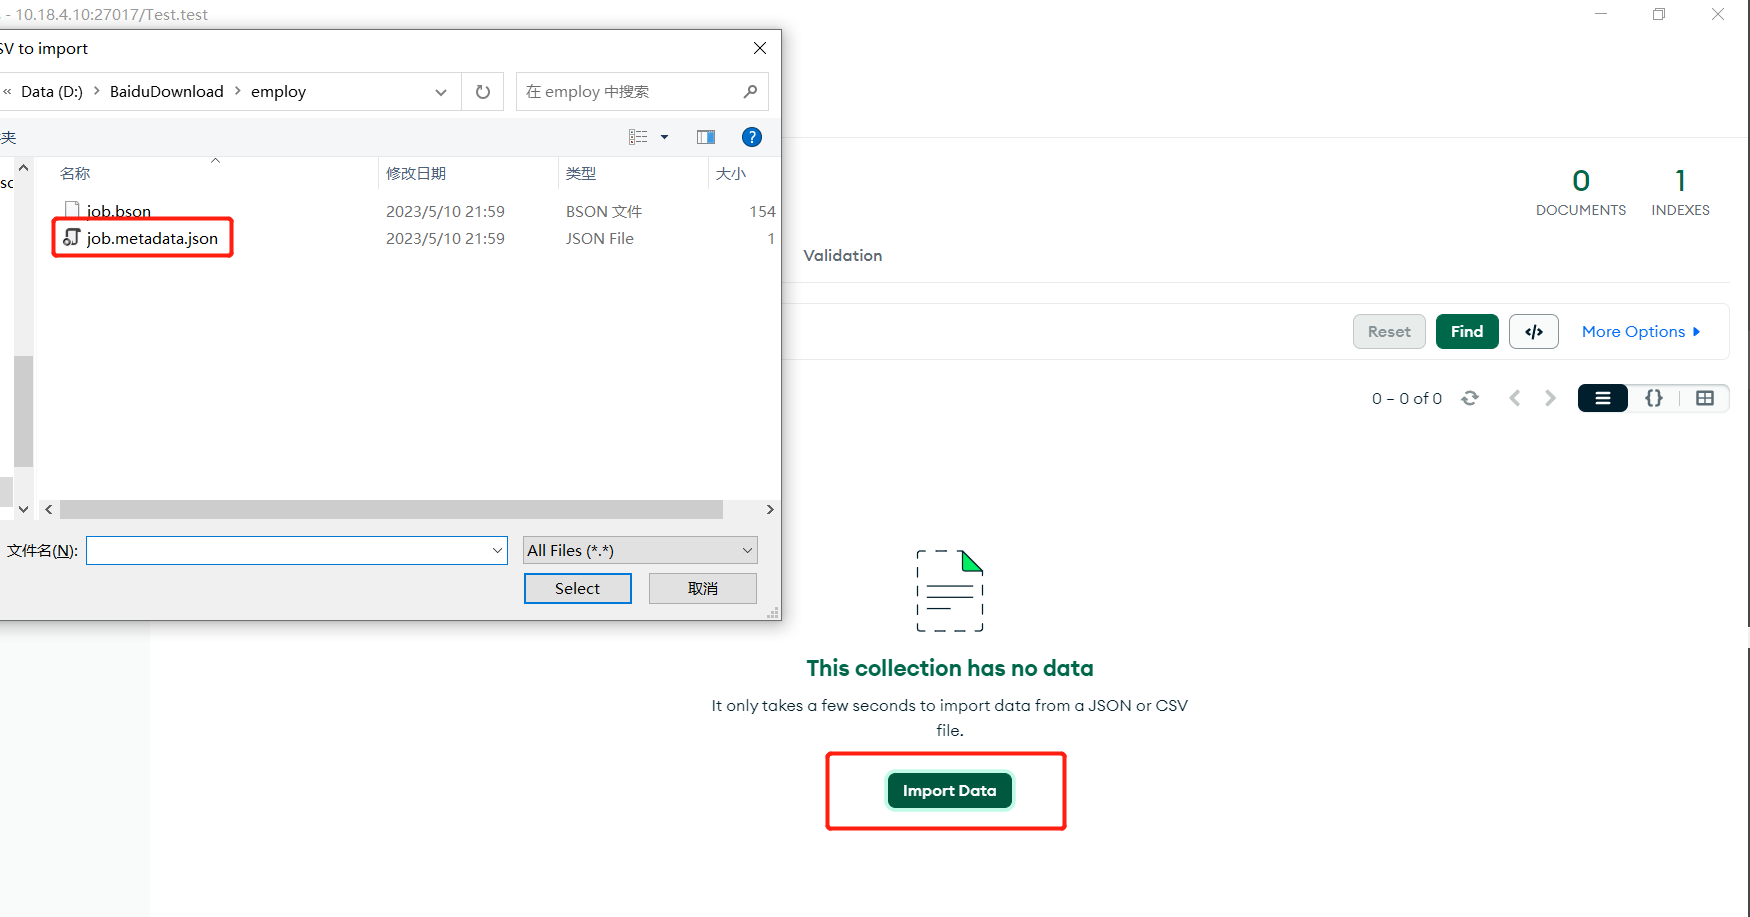 - 10.18.4.10:27017/Test.test
SV to import
« Data (D:) > BaiduDownload > employ
在 employ 中搜索
夹
?
名称 修改日期 类型 大小
job.bson 2023/5/10 21:59 BSON 文件 154
job.metadata.json 2023/5/10 21:59 JSON File 1
sc
文件名(N):
All Files (*.*)
Select 取消
0 1
DOCUMENTS INDEXES
Validation
Reset Find </> More Options
0 – 0 of 0
{}
This collection has no data
It only takes a few seconds to import data from a JSON or CSV
file.
Import Data